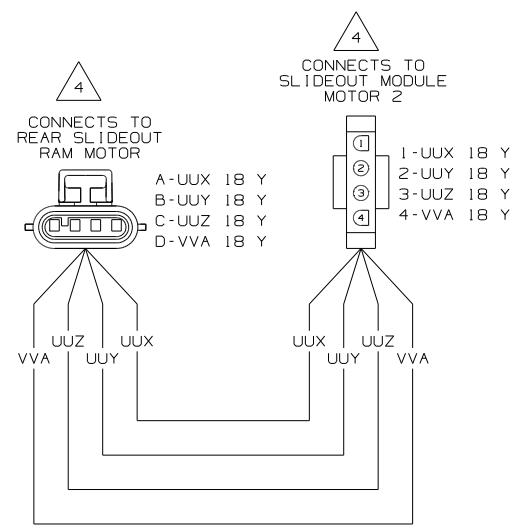 4
CONNECTS TO
REAR SLIDEOUT
RAM MOTOR
A-UUX 18 Y
B-UUY 18 Y
C-UUZ 18 Y
D-VVA 18 Y
4
CONNECTS TO
SLIDEOUT MODULE
MOTOR 2
1
2
3
4
1-UUX 18 Y
2-UUY 18 Y
3-UUZ 18 Y
4-VVA 18 Y
UUZ UUX UUX UUZ
VVA UUY UUY VVA